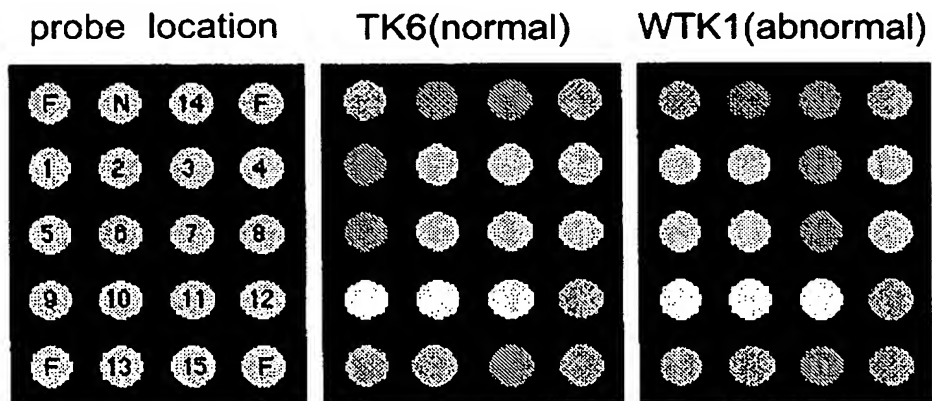 probe location TK6(normal) WTK1(abnormal)
F N 14 F
1 2 3 4
5 6 7 8
9 10 11 12
F 13 15 F